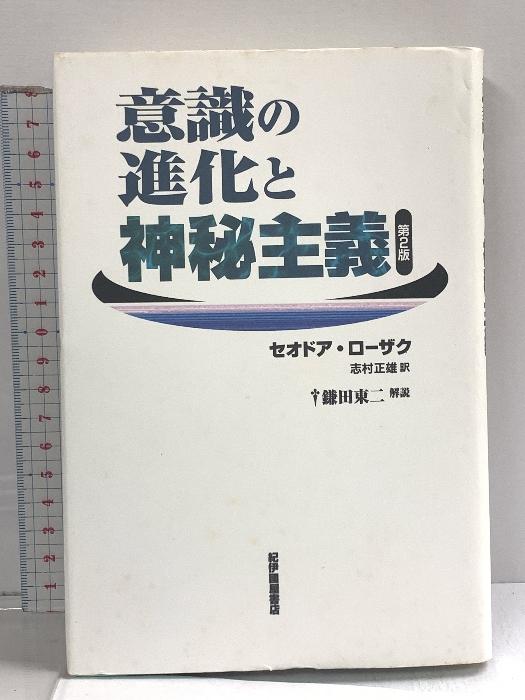 意識の
進化と
神秘主義
第2版
セオドア・ローザク
志村正雄 訳
†鎌田東二 解説
紀伊國屋書店